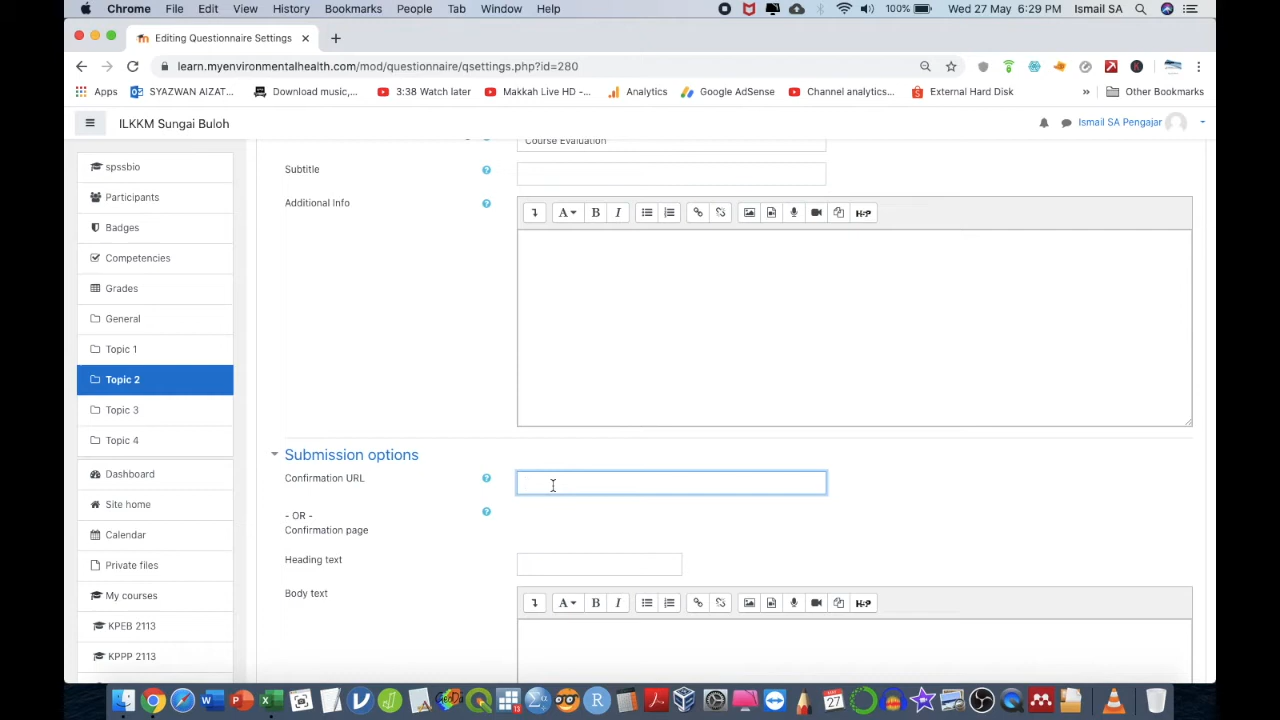 Chrome File Edit View History Bookmarks People Tab Window Help 100% Wed 27 May 6:29 PM Ismail SA
Editing Questionnaire Settings
learn.myenvironmentalhealth.com/mod/questionnaire/qsettings.php?id=280
Apps SYAZWAN AIZAT... Download music,... 3:38 Watch later Makkah Live HD -... Analytics Google AdSense Channel analytics... External Hard Disk » Other Bookmarks
ILKKM Sungai Buloh Ismail SA Pengajar
Course Evaluation
spssbio
Subtitle
Participants
Additional Info
A B I H-P
Badges
Competencies
Grades
General
Topic 1
Topic 2
Topic 3
Topic 4
Submission options
Dashboard
Confirmation URL
Site home
- OR -
Confirmation page
Calendar
Heading text
Private files
My courses
Body text
A B I H-P
KPEB 2113
KPPP 2113